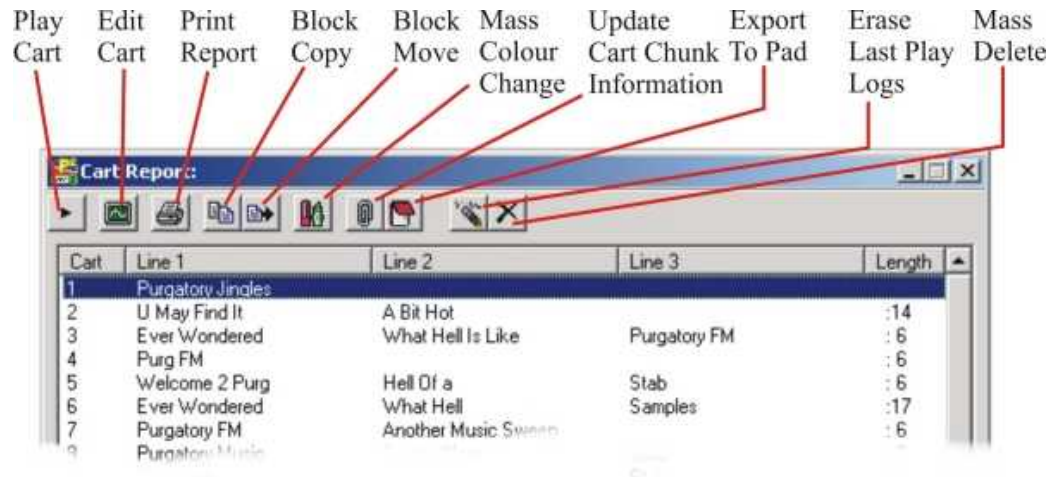 Play Edit Print Block Block Mass Update Export Erase Mass
Cart Cart Report Copy Move Colour Cart Chunk To Pad Last Play Delete
Change Information Logs
Cart Report:
Cart Line 1 Line 2 Line 3 Length
1 Purgatory Jingles
2 U May Find It A Bit Hot :14
3 Ever Wondered What Hell Is Like Purgatory FM : 6
4 Purg FM : 6
5 Welcome 2 Purg Hell Of a Stab : 6
6 Ever Wondered What Hell Samples :17
7 Purgatory FM Another Music Sweep : 6
Purgatory Music